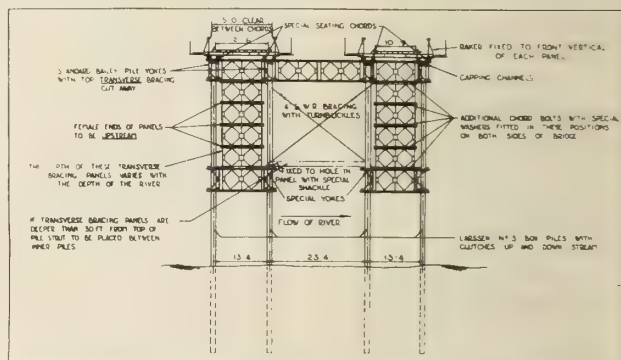 5.0 CLEAR
BETWEEN CHORDS
SPECIAL SEATING CHORDS
RAKER FIXED TO FRONT VERTICAL
OF EACH PANEL
STANDARD BAILEY PILE YOKES
WITH TOP TRANSVERSE BRACING
CUT AWAY
CAPPING CHANNELS
W R BRACING
WITH TURNBUCKLES
FEMALE ENDS OF PANELS
TO BE UPSTREAM
ADDITIONAL CHORD BOLTS WITH SPECIAL
WASHERS FITTED IN THESE POSITIONS
ON BOTH SIDES OF BRIDGE
THE DEPTH OF THESE TRANSVERSE
BRACING PANELS VARIES WITH
THE DEPTH OF THE RIVER
FIXED TO HOLE IN
PANEL WITH SPECIAL
SHACKLE
SPECIAL YOKES
IF TRANSVERSE BRACING PANELS ARE
DEEPER THAN 30 FT FROM TOP OF
PILE STRUT TO BE PLACED BETWEEN
INNER PILES
FLOW OF RIVER
LARSSEN Nº 3 BOX PILES WITH
CLUTCHES UP AND DOWN STREAM
13.4
23.4
13.4